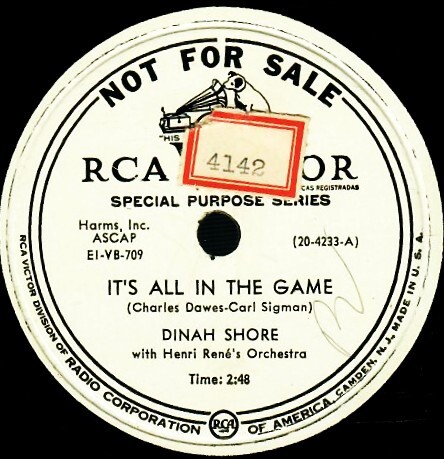 NOT FOR SALE
"HIS
RCA OR
4142
CAS REGISTRADAS
SPECIAL PURPOSE SERIES
Harms, Inc.
ASCAP
E1-VB-709
(20-4233-A)
IT'S ALL IN THE GAME
(Charles Dawes-Carl Sigman)
DINAH SHORE
with Henri René's Orchestra
Time: 2:48
RCA VICTOR DIVISION OF RADIO CORPORATION OF AMERICA, CAMDEN, N. J. MADE IN U. S. A.
RCA